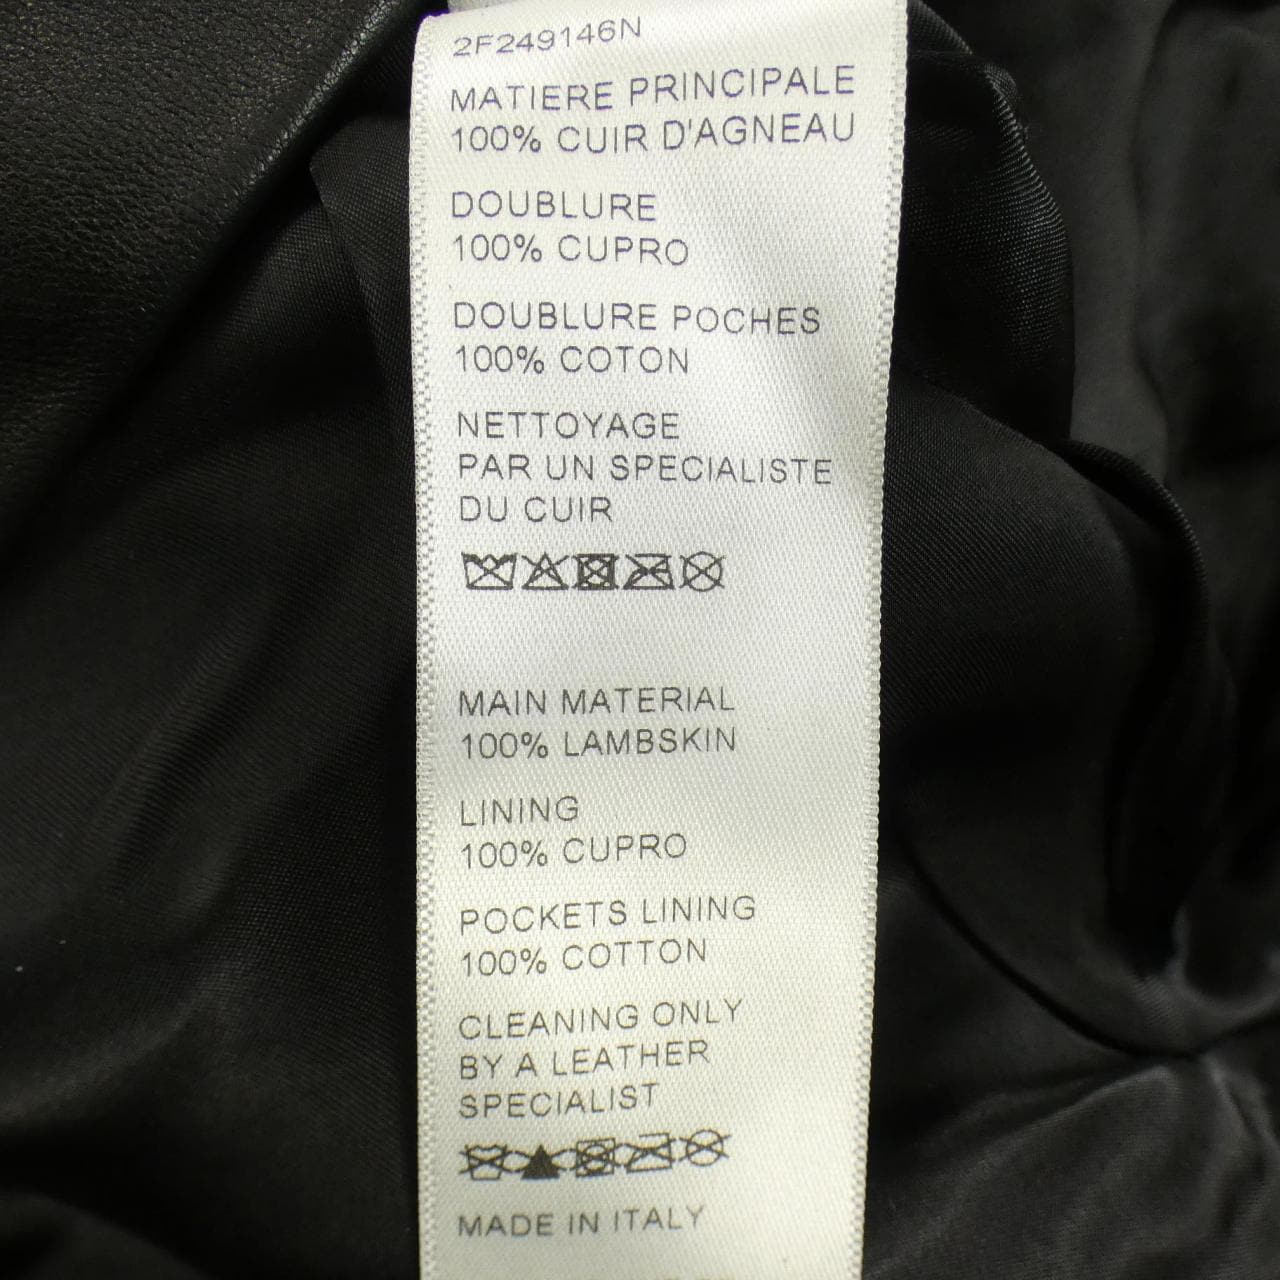 2F249146N
MATIERE PRINCIPALE
100% CUIR D'AGNEAU
DOUBLURE
100% CUPRO
DOUBLURE POCHES
100% COTON
NETTOYAGE
PAR UN SPECIALISTE
DU CUIR
MAIN MATERIAL
100% LAMBSKIN
LINING
100% CUPRO
POCKETS LINING
100% COTTON
CLEANING ONLY
BY A LEATHER
SPECIALIST
MADE IN ITALY